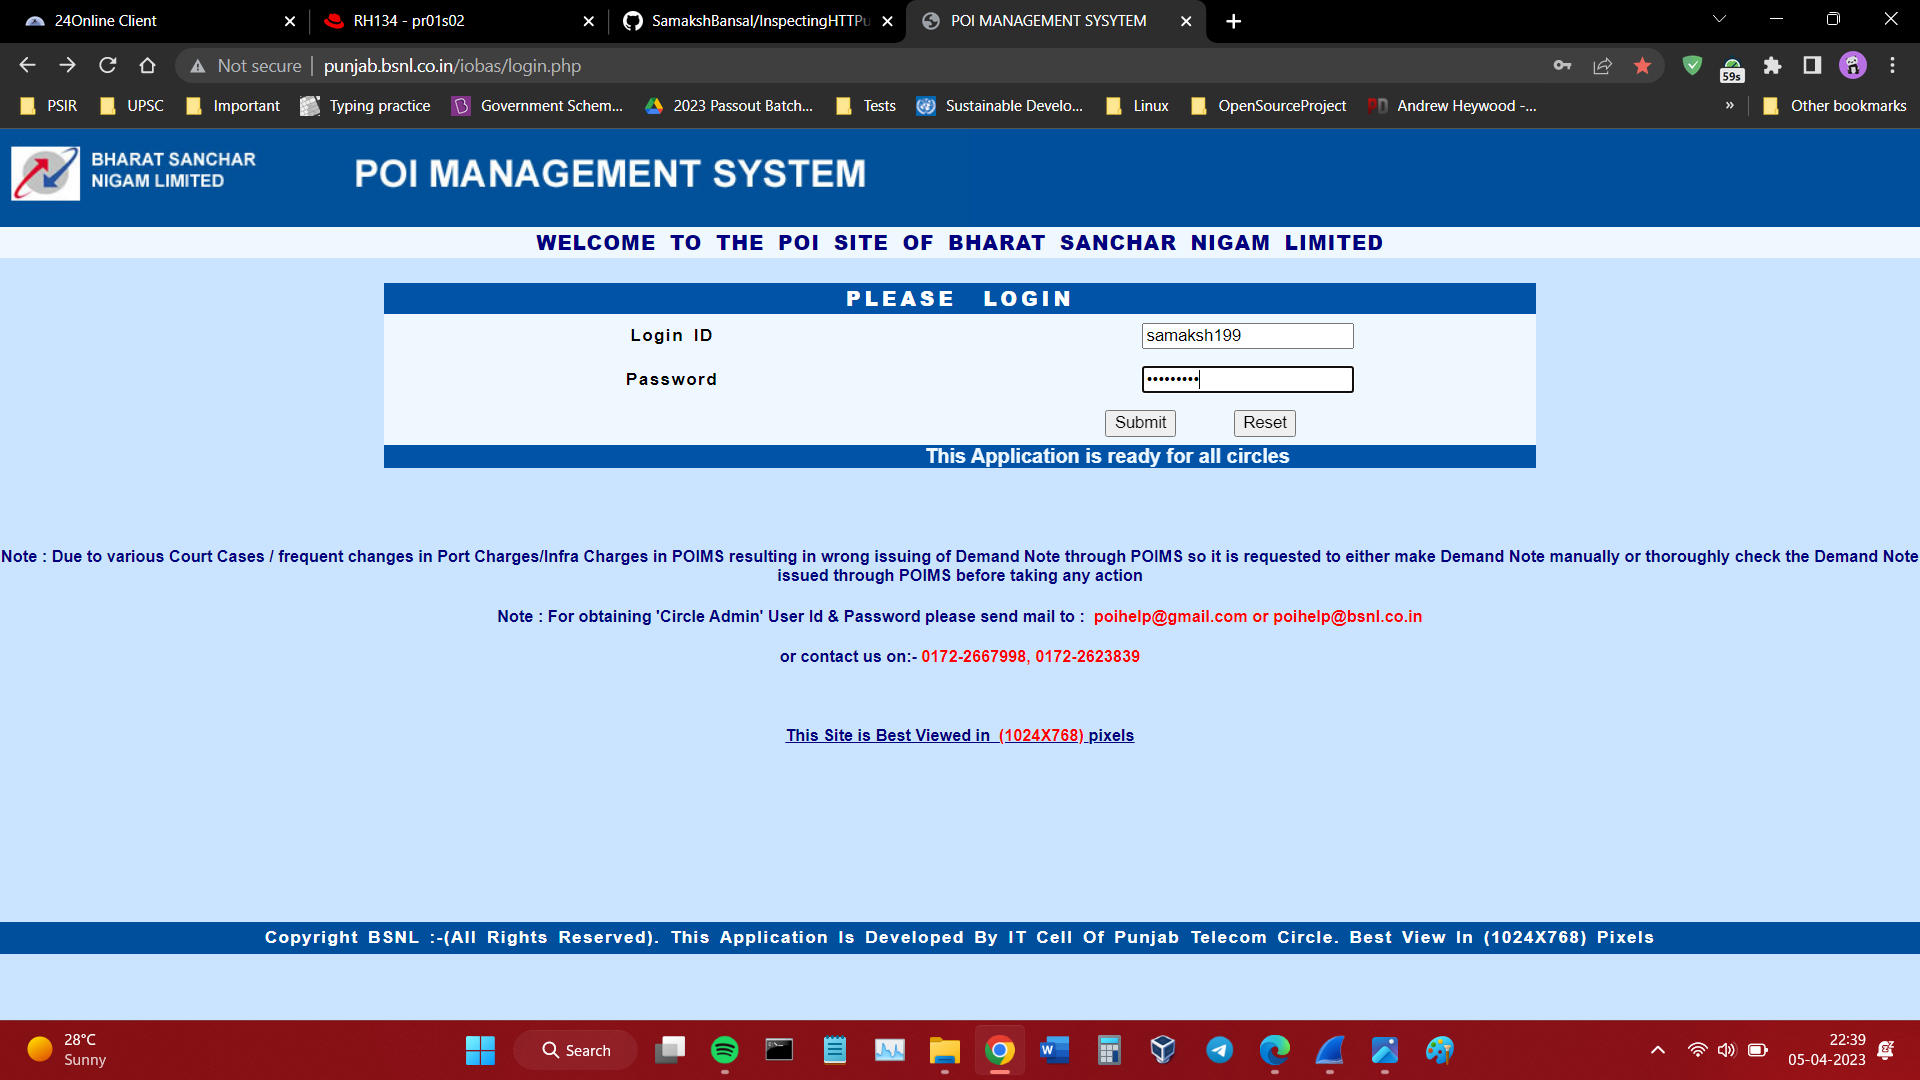 24Online Client
RH134 - pr01s02
SamakshBansal/InspectingHTTPu
POI MANAGEMENT SYSYTEM
Not secure
punjab.bsnl.co.in/iobas/login.php
59s
PSIR
UPSC
Important
Typing practice
Government Schem...
2023 Passout Batch...
Tests
Sustainable Develo...
Linux
OpenSourceProject
Andrew Heywood -...
»
Other bookmarks
BHARAT SANCHAR
NIGAM LIMITED
POI MANAGEMENT SYSTEM
WELCOME TO THE POI SITE OF BHARAT SANCHAR NIGAM LIMITED
PLEASE LOGIN
Login ID
samaksh199
Password
•••••••••
Submit
Reset
This Application is ready for all circles
Note : Due to various Court Cases / frequent changes in Port Charges/Infra Charges in POIMS resulting in wrong issuing of Demand Note through POIMS so it is requested to either make Demand Note manually or thoroughly check the Demand Note
issued through POIMS before taking any action
Note : For obtaining 'Circle Admin' User Id & Password please send mail to : poihelp@gmail.com or poihelp@bsnl.co.in
or contact us on:- 0172-2667998, 0172-2623839
This Site is Best Viewed in (1024X768) pixels
Copyright BSNL :-(All Rights Reserved). This Application Is Developed By IT Cell Of Punjab Telecom Circle. Best View In (1024X768) Pixels
28°C
Sunny
Search
22:39
05-04-2023